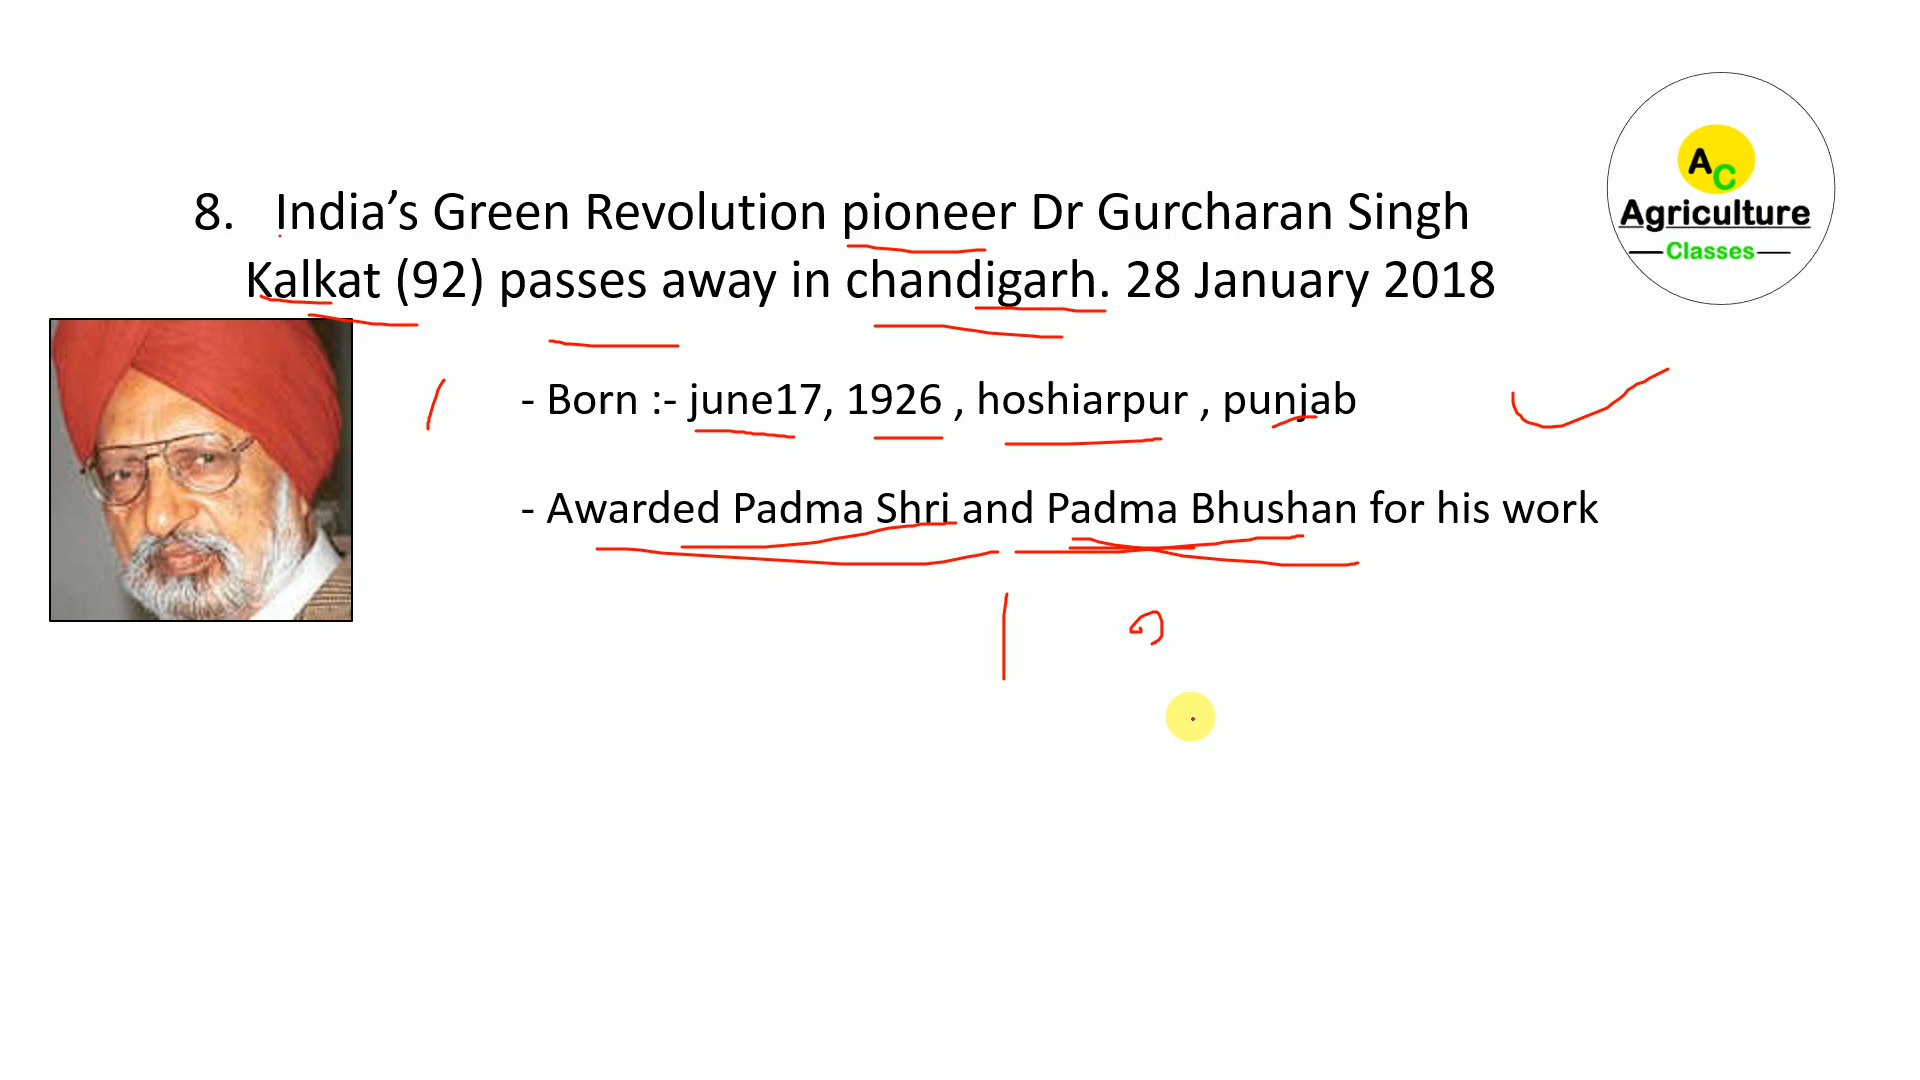 8. India’s Green Revolution pioneer Dr Gurcharan Singh
Kalkat (92) passes away in chandigarh. 28 January 2018
- Born :- june17, 1926 , hoshiarpur , punjab
- Awarded Padma Shri and Padma Bhushan for his work
AC
Agriculture
Classes